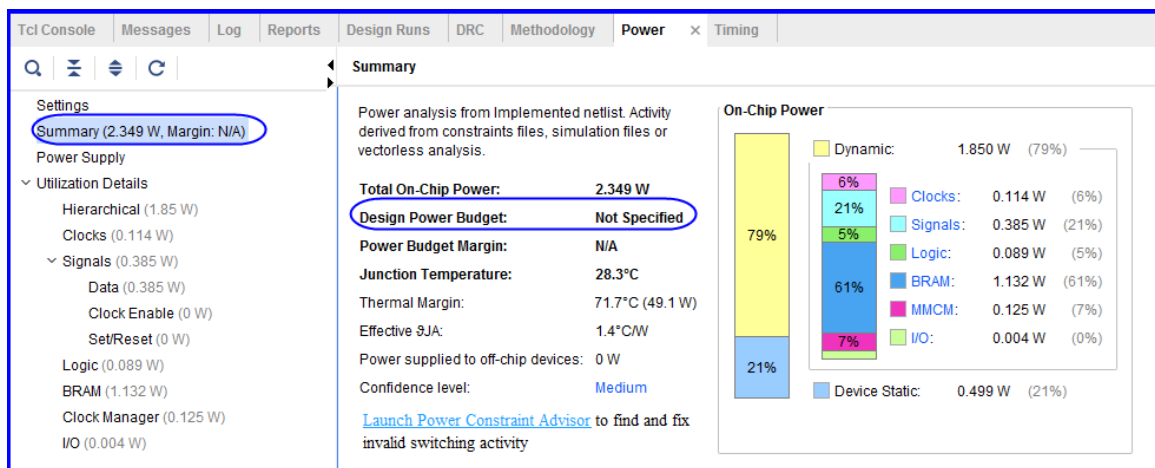 Tcl Console Messages Log Reports Design Runs DRC Methodology Power × Timing
Summary
Settings
Summary (2.349 W, Margin: N/A)
Power Supply
Utilization Details
Hierarchical (1.85 W)
Clocks (0.114 W)
Signals (0.385 W)
Data (0.385 W)
Clock Enable (0 W)
Set/Reset (0 W)
Logic (0.089 W)
BRAM (1.132 W)
Clock Manager (0.125 W)
I/O (0.004 W)
Power analysis from Implemented netlist. Activity
derived from constraints files, simulation files or
vectorless analysis.
Total On-Chip Power: 2.349 W
Design Power Budget: Not Specified
Power Budget Margin: N/A
Junction Temperature: 28.3°C
Thermal Margin: 71.7°C (49.1 W)
Effective ϑJA: 1.4°C/W
Power supplied to off-chip devices: 0 W
Confidence level: Medium
Launch Power Constraint Advisor to find and fix
invalid switching activity
On-Chip Power
79%
21%
Dynamic: 1.850 W (79%)
6%
21%
5%
61%
7%
Clocks: 0.114 W (6%)
Signals: 0.385 W (21%)
Logic: 0.089 W (5%)
BRAM: 1.132 W (61%)
MMCM: 0.125 W (7%)
I/O: 0.004 W (0%)
Device Static: 0.499 W (21%)